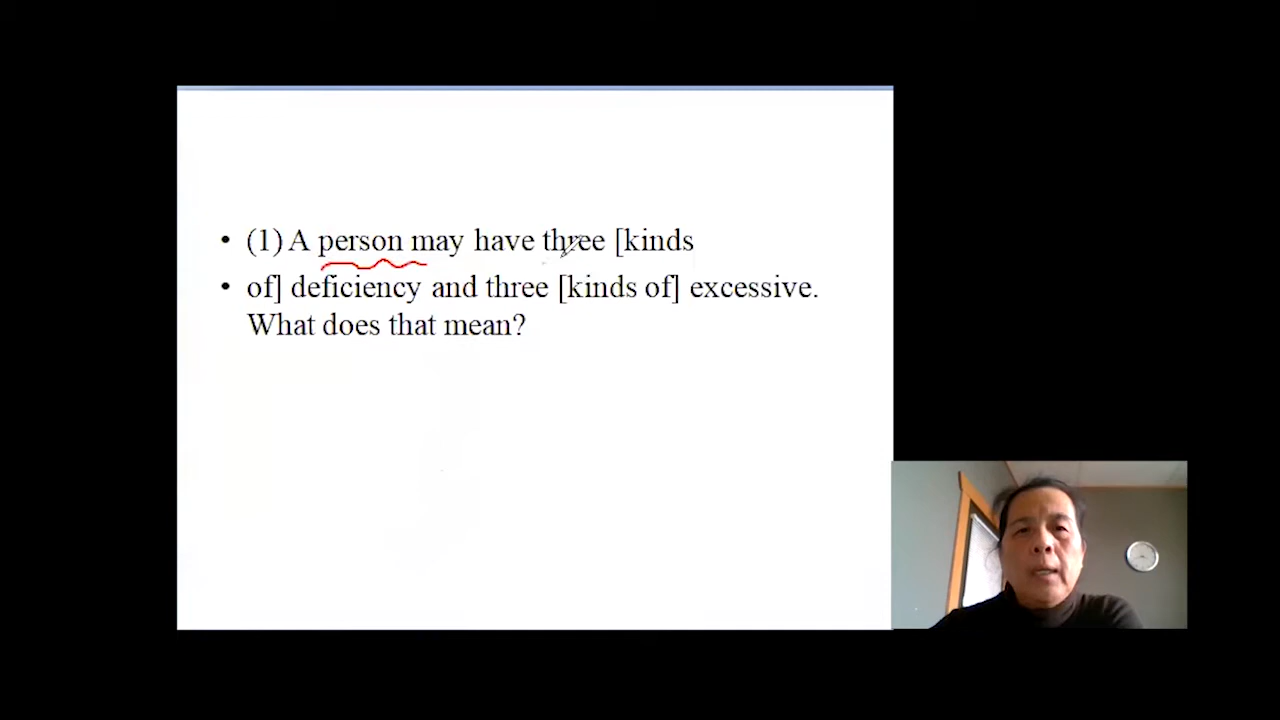 • (1) A person may have three [kinds
• of] deficiency and three [kinds of] excessive.
What does that mean?